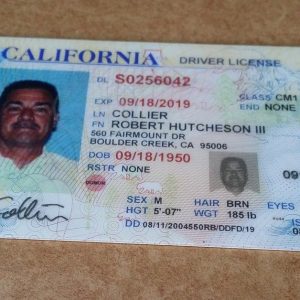 CALIFORNIA DRIVER LICENSE
DL S0256042
CLASS CM1
EXP 09/18/2019 END NONE
LN COLLIER
FN ROBERT HUTCHESON III
560 FAIRMOUNT DR
BOULDER CREEK, CA 95006
DOB 09/18/1950
RSTR NONE
DONOR
SEX M HAIR BRN EYES
HGT 5'-07" WGT 185 lb
DD 08/11/2004550RB/DDFD/19
Collier